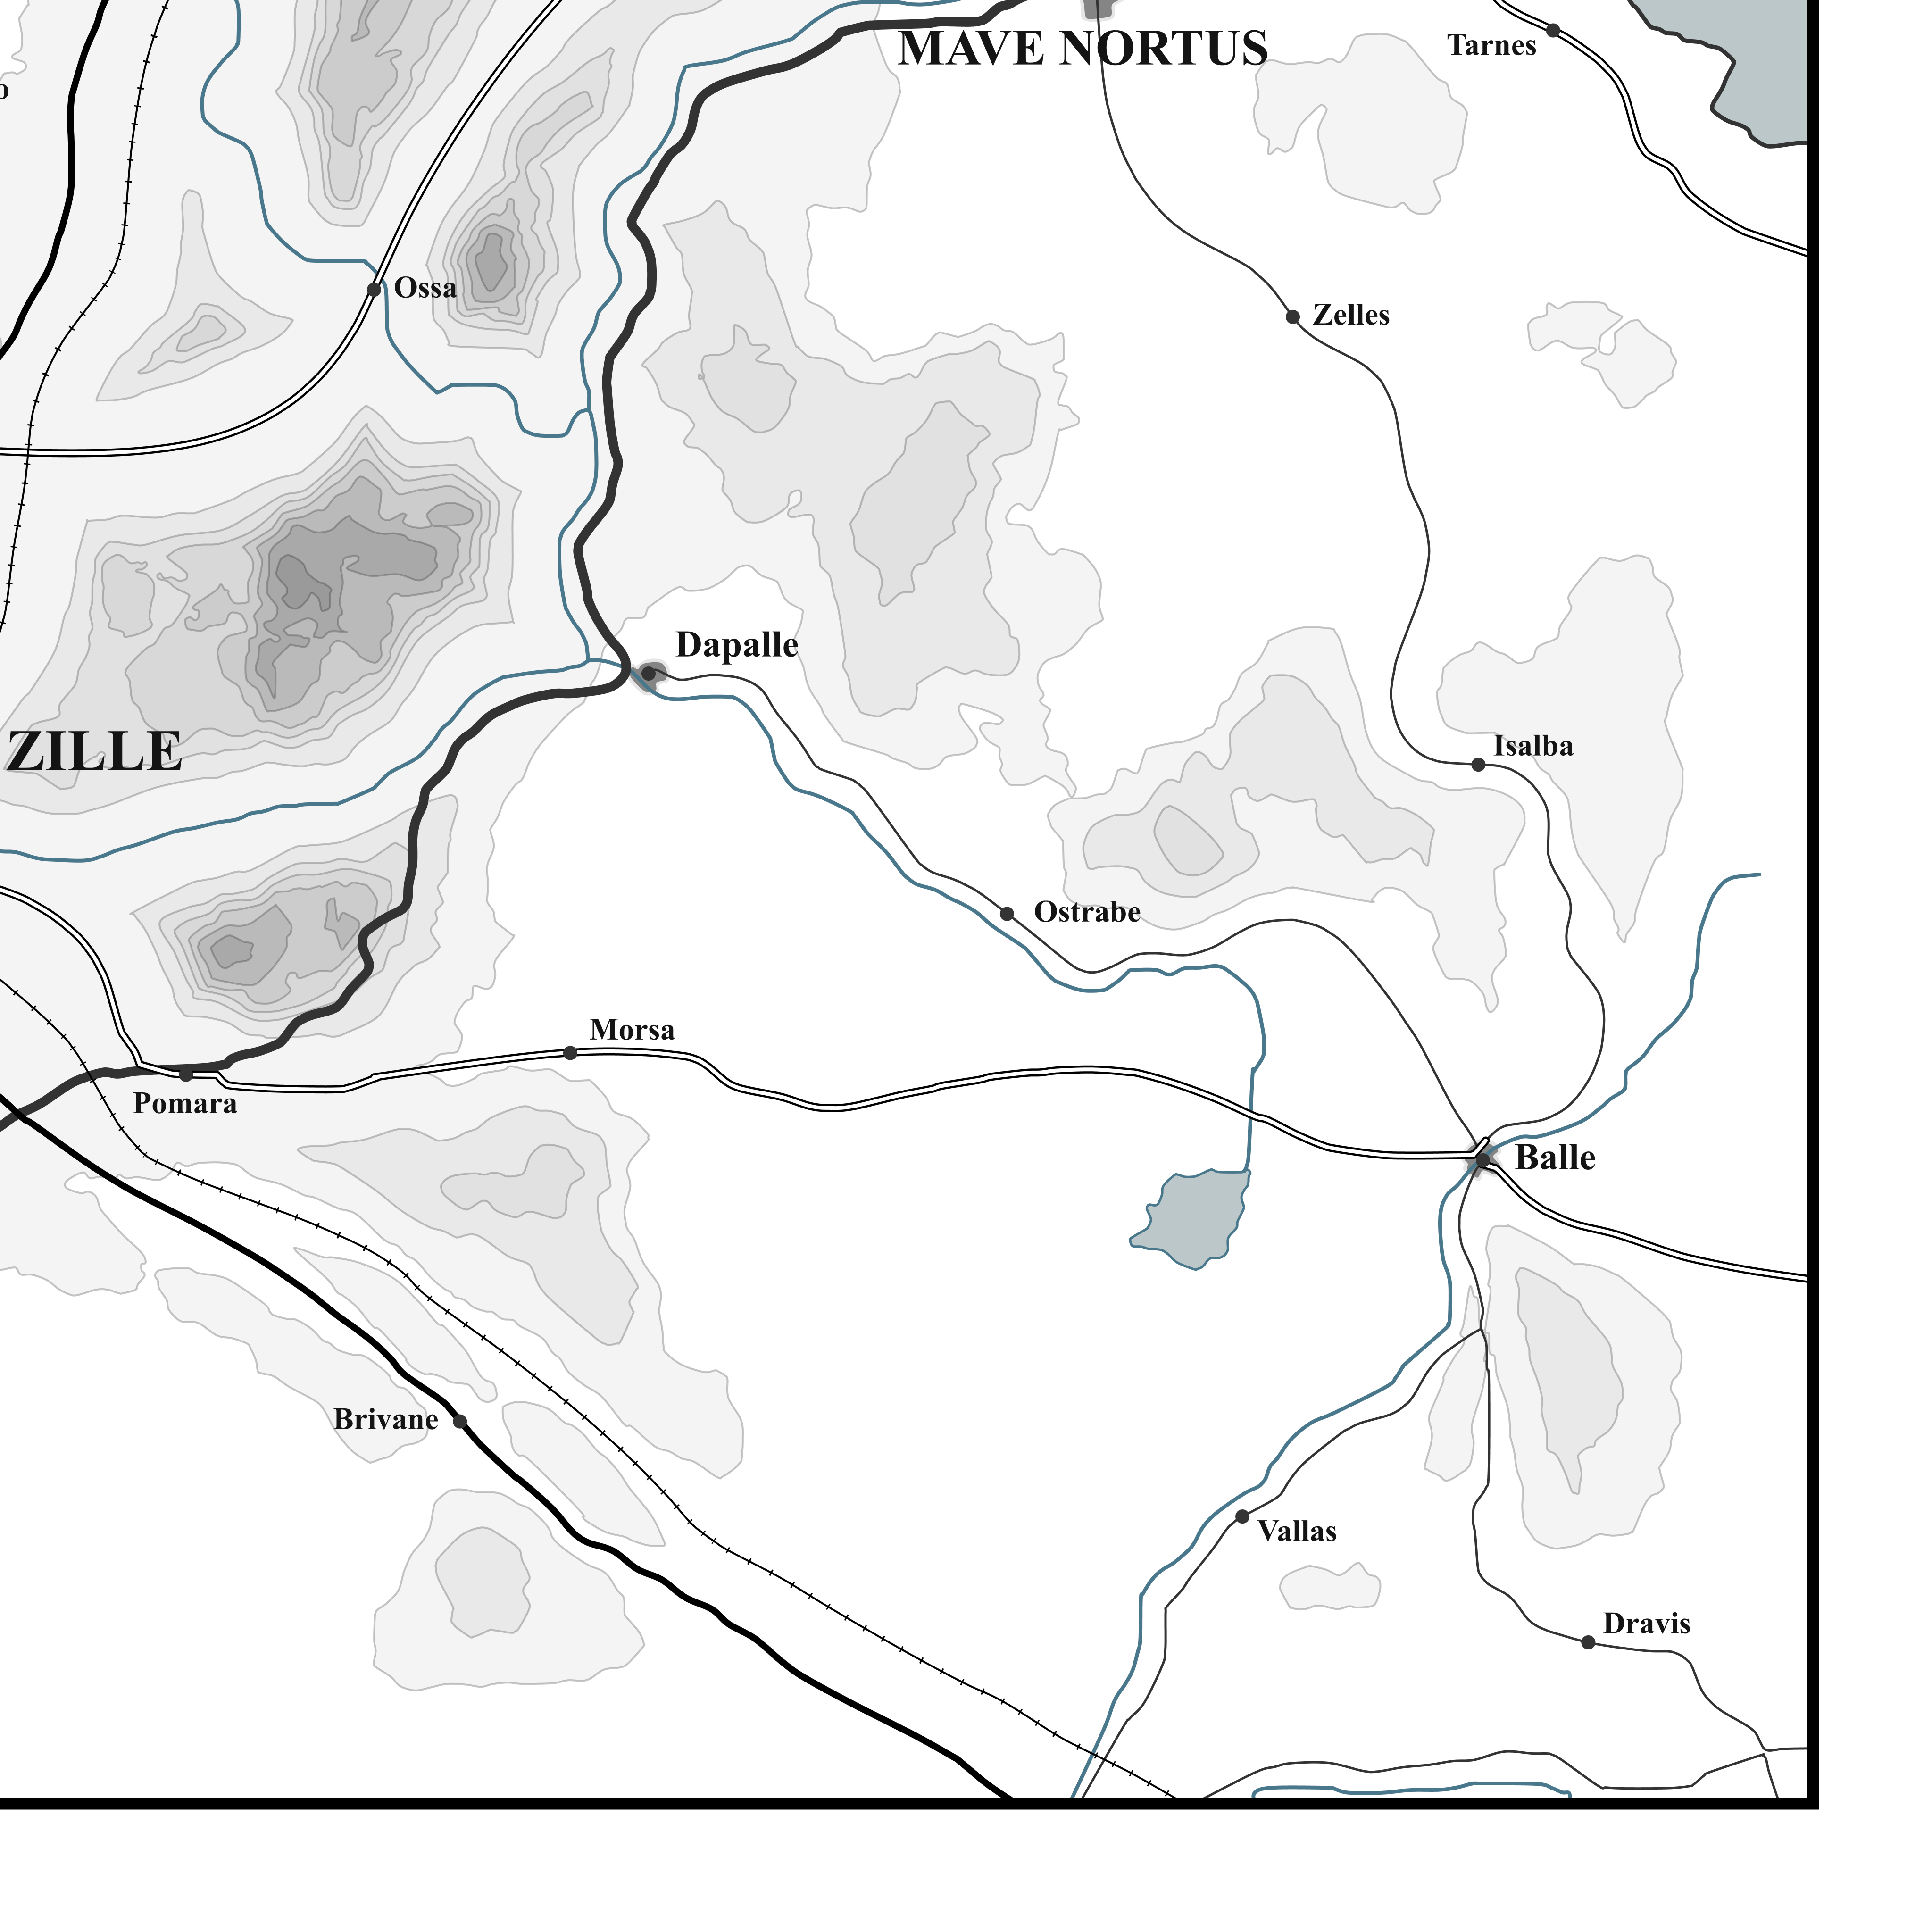 MAVE NORTUS
Tarnes
Ossa
Zelles
Dapalle
ZILLE
Isalba
Ostrabe
Morsa
Pomara
Balle
Brivane
Vallas
Dravis